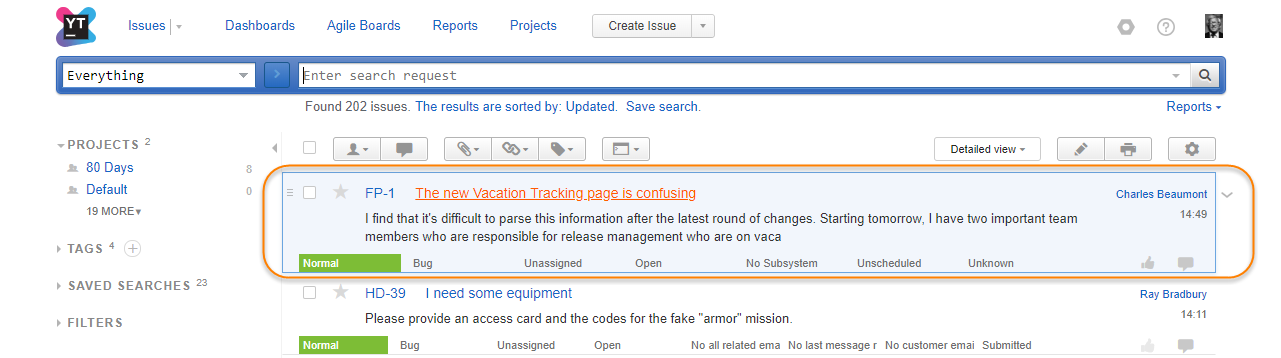 YT
Issues Dashboards Agile Boards Reports Projects Create Issue
Everything Enter search request
Found 202 issues. The results are sorted by: Updated. Save search. Reports
PROJECTS 2
80 Days 8
Default 0
19 MORE
TAGS 4
SAVED SEARCHES 23
FILTERS
Detailed view
FP-1 The new Vacation Tracking page is confusing Charles Beaumont
14:49
I find that it's difficult to parse this information after the latest round of changes. Starting tomorrow, I have two important team
members who are responsible for release management who are on vaca
Normal Bug Unassigned Open No Subsystem Unscheduled Unknown
HD-39 I need some equipment Ray Bradbury
14:11
Please provide an access card and the codes for the fake "armor" mission.
Normal Bug Unassigned Open No all related ema No last message r No customer emai Submitted